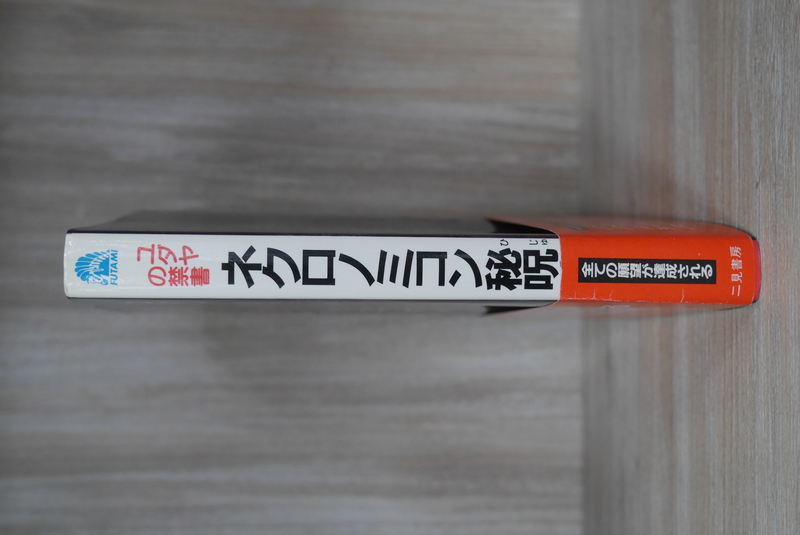 FUTAMI
ユダヤ
の禁書
ネクロノミコン秘呪
ひじゅ
全ての願望が達成される
二見書房